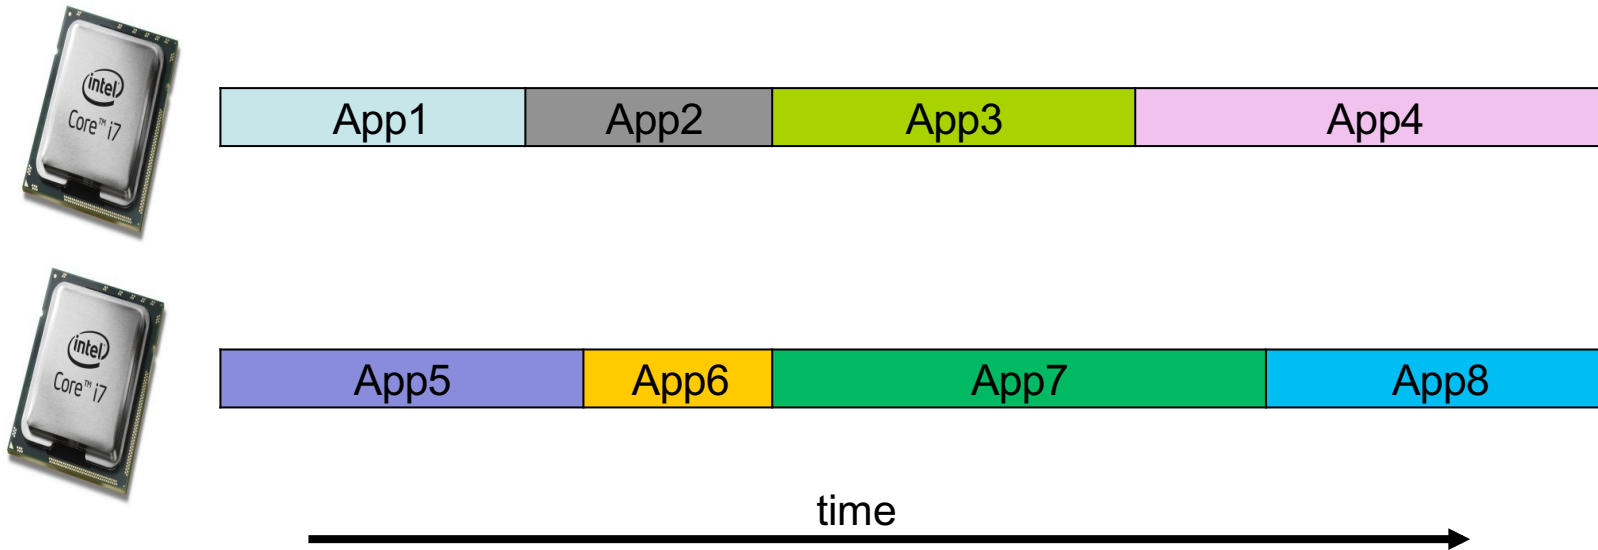 intel
Core™ i7
App1 App2 App3 App4
intel
Core™ i7
App5 App6 App7 App8
time